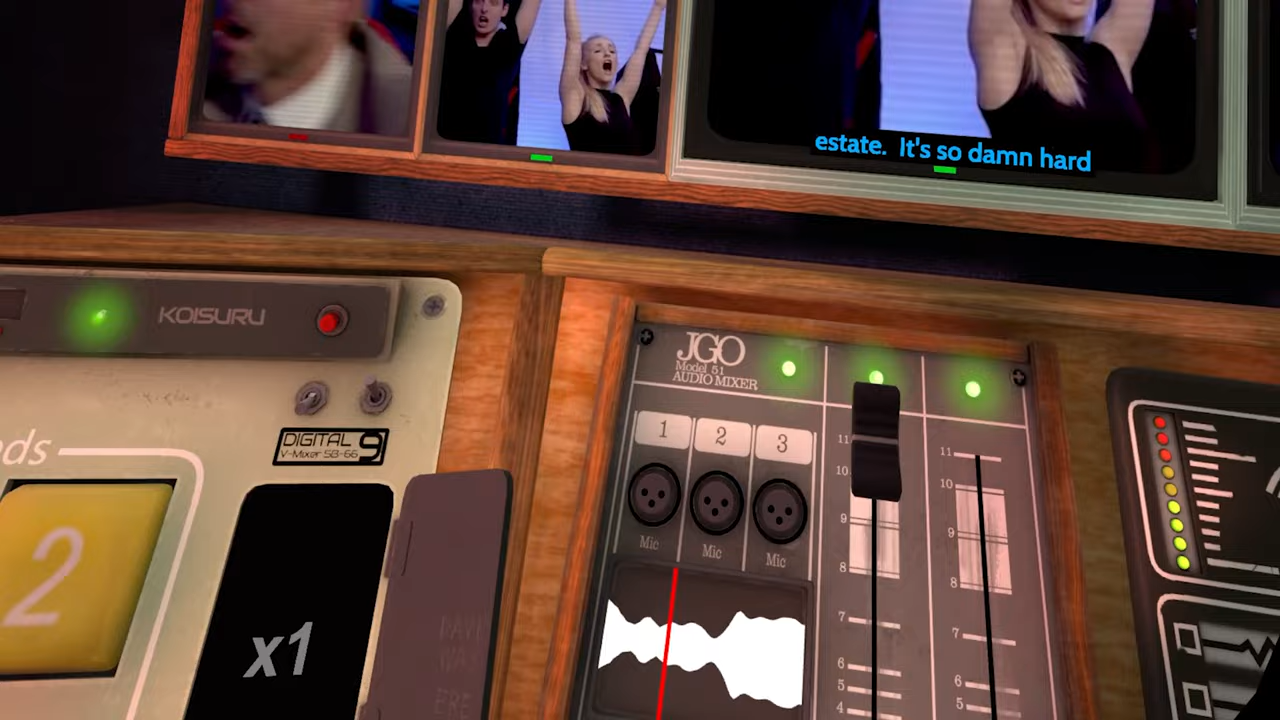 estate. It's so damn hard
KOISURU
JGO
Model 51
AUDIO MIXER
DIGITAL 9
V-Mixer SB-66
eds
2
x1
1 2 3
Mic Mic Mic
11
10
9
8
7
6
5
4
11
10
9
8
7
6
5